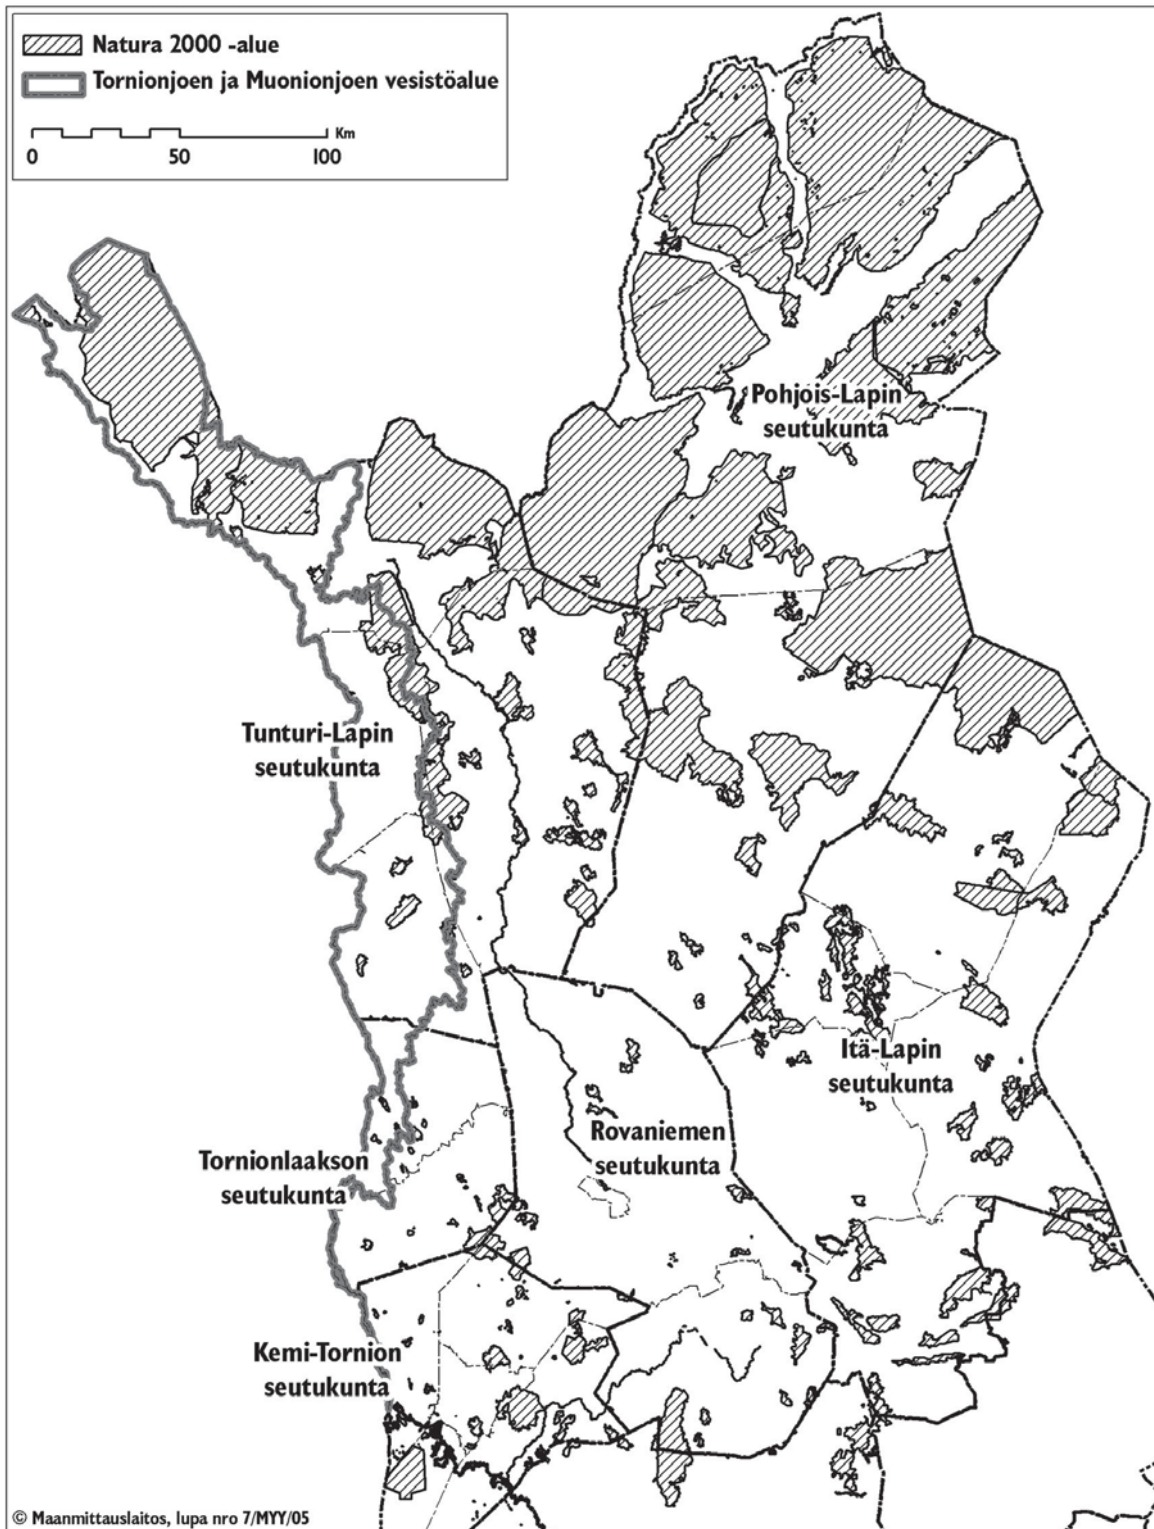 Natura 2000 -alue
Tornionjoen ja Muonionjoen vesistöalue
Km
0 50 100
Pohjois-Lapin
seutukunta
Tunturi-Lapin
seutukunta
Itä-Lapin
seutukunta
Rovaniemen
seutukunta
Tornionlaakson
seutukunta
Kemi-Tornion
seutukunta
© Maanmittauslaitos, lupa nro 7/MYY/05